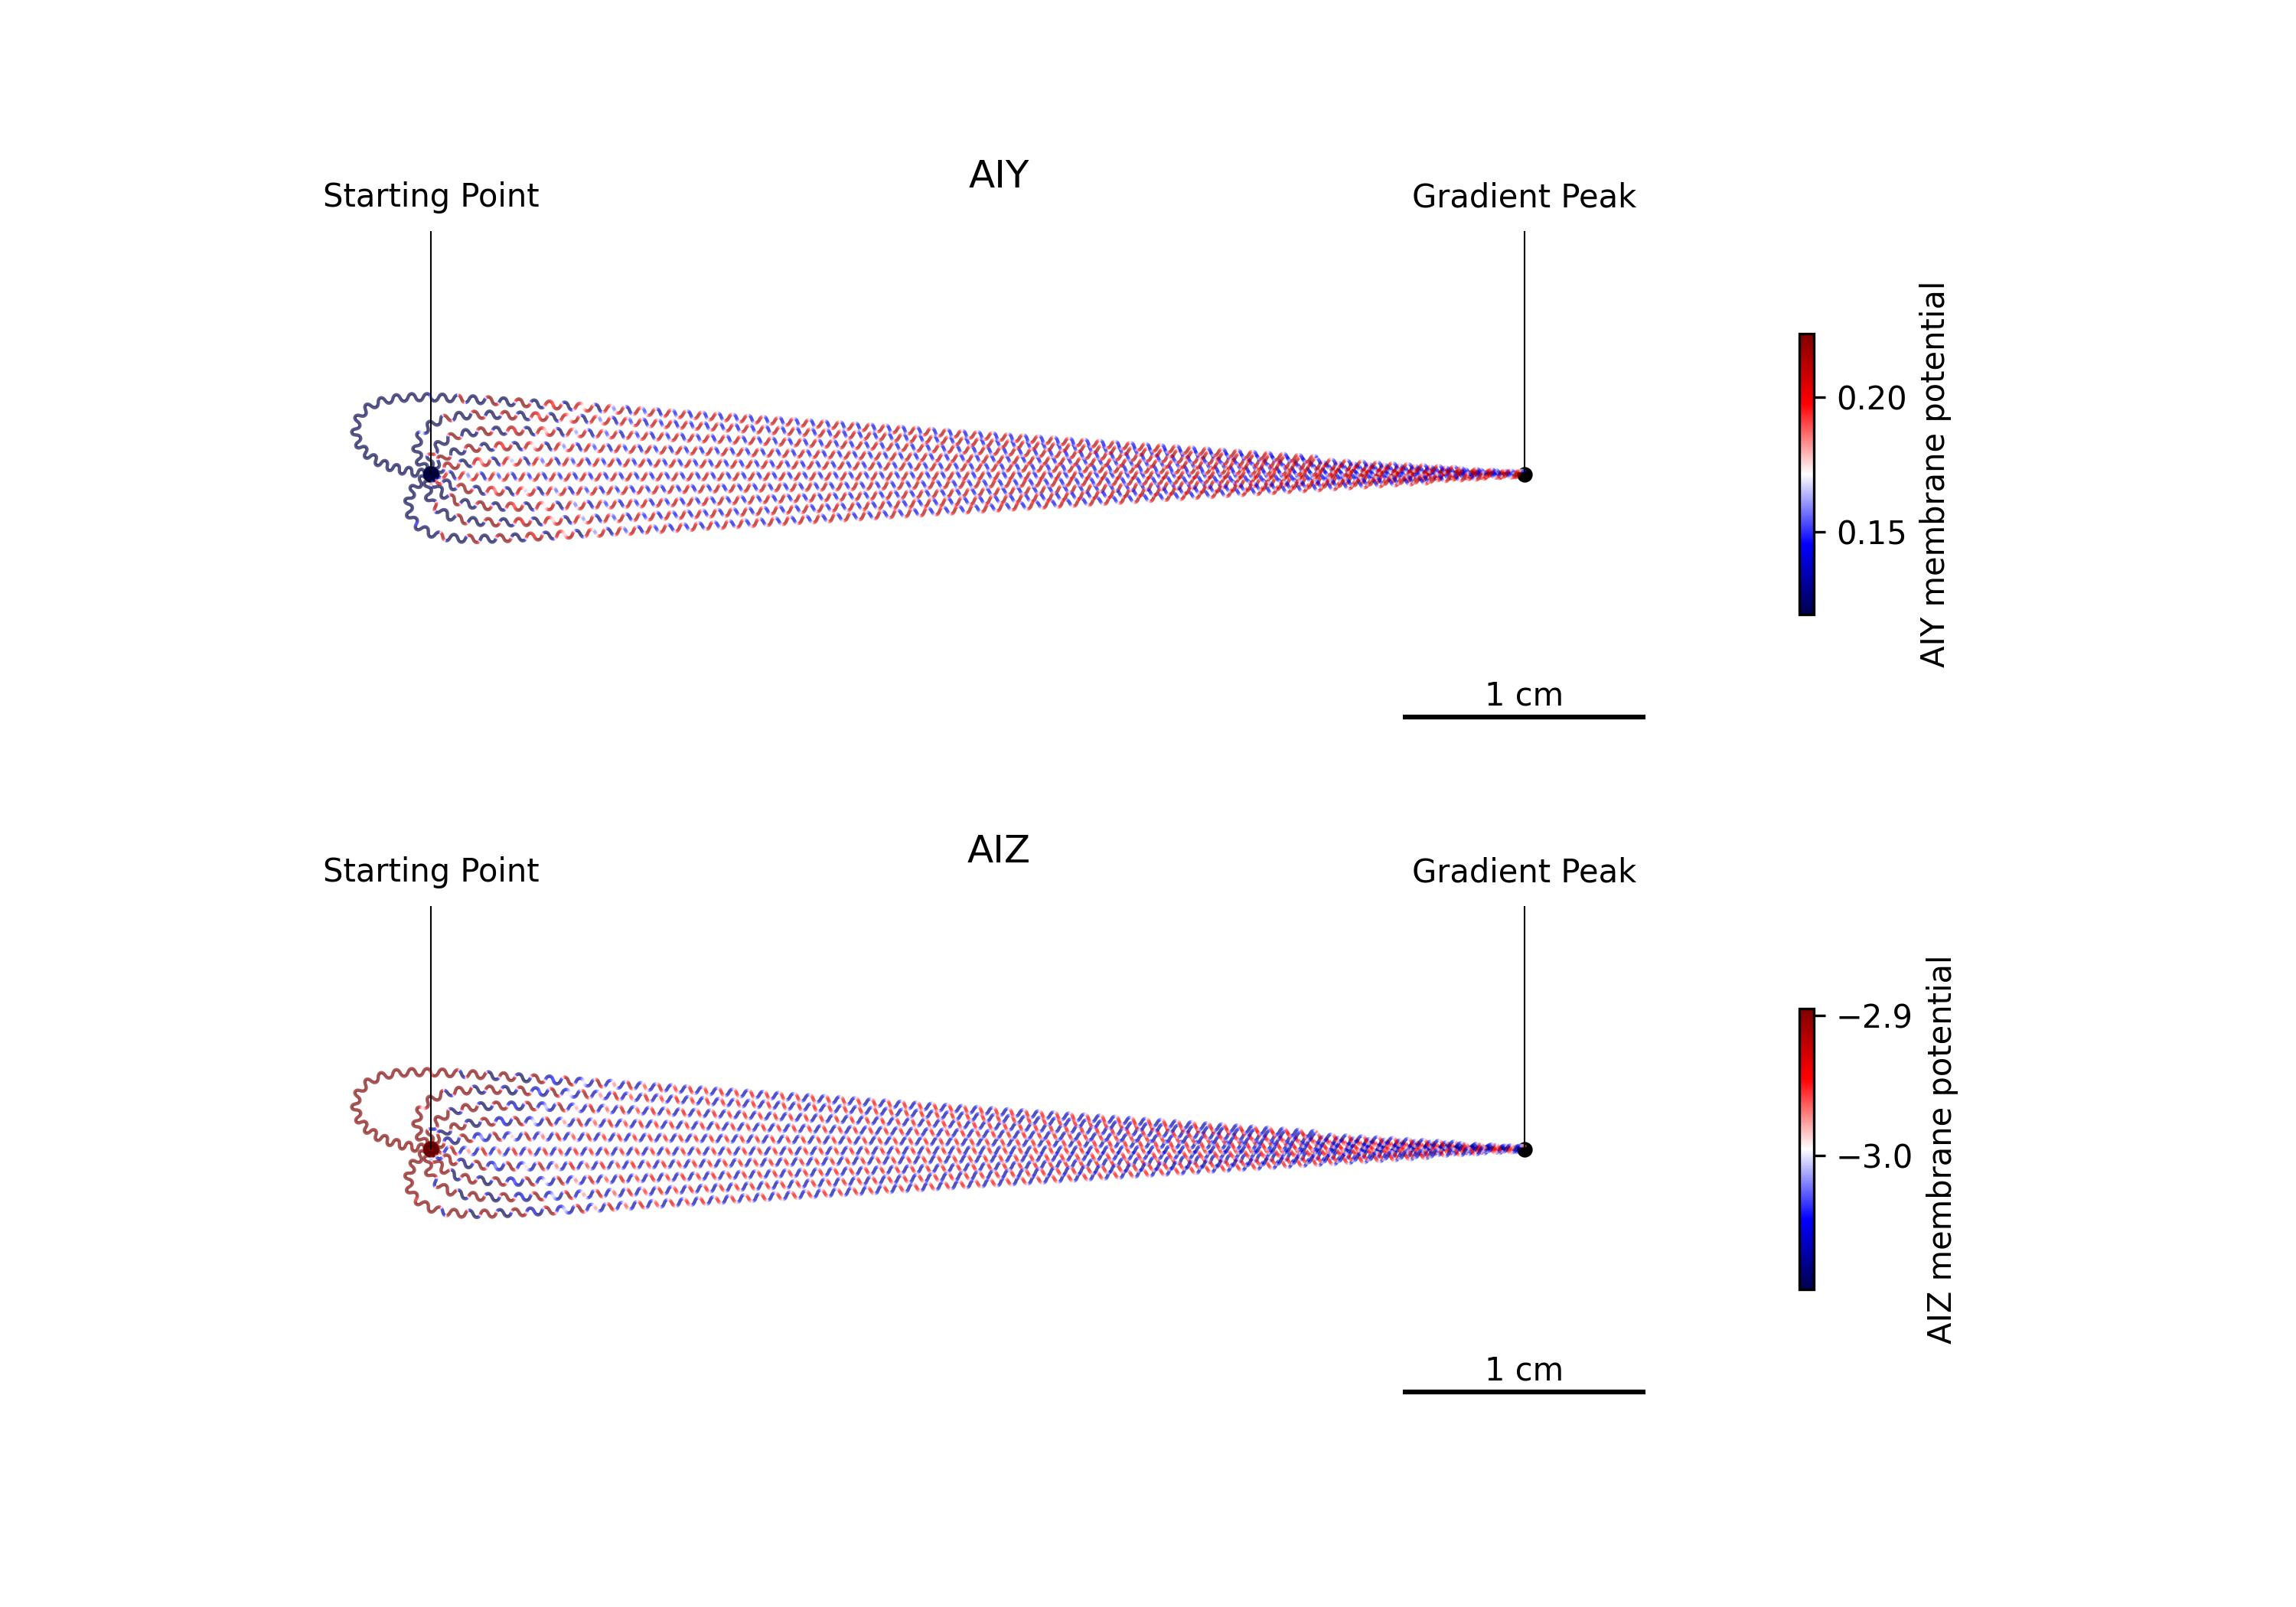 AIY
Starting Point
Gradient Peak
0.20
0.15
AIY membrane potential
1 cm
AIZ
Starting Point
Gradient Peak
−2.9
−3.0
AIZ membrane potential
1 cm